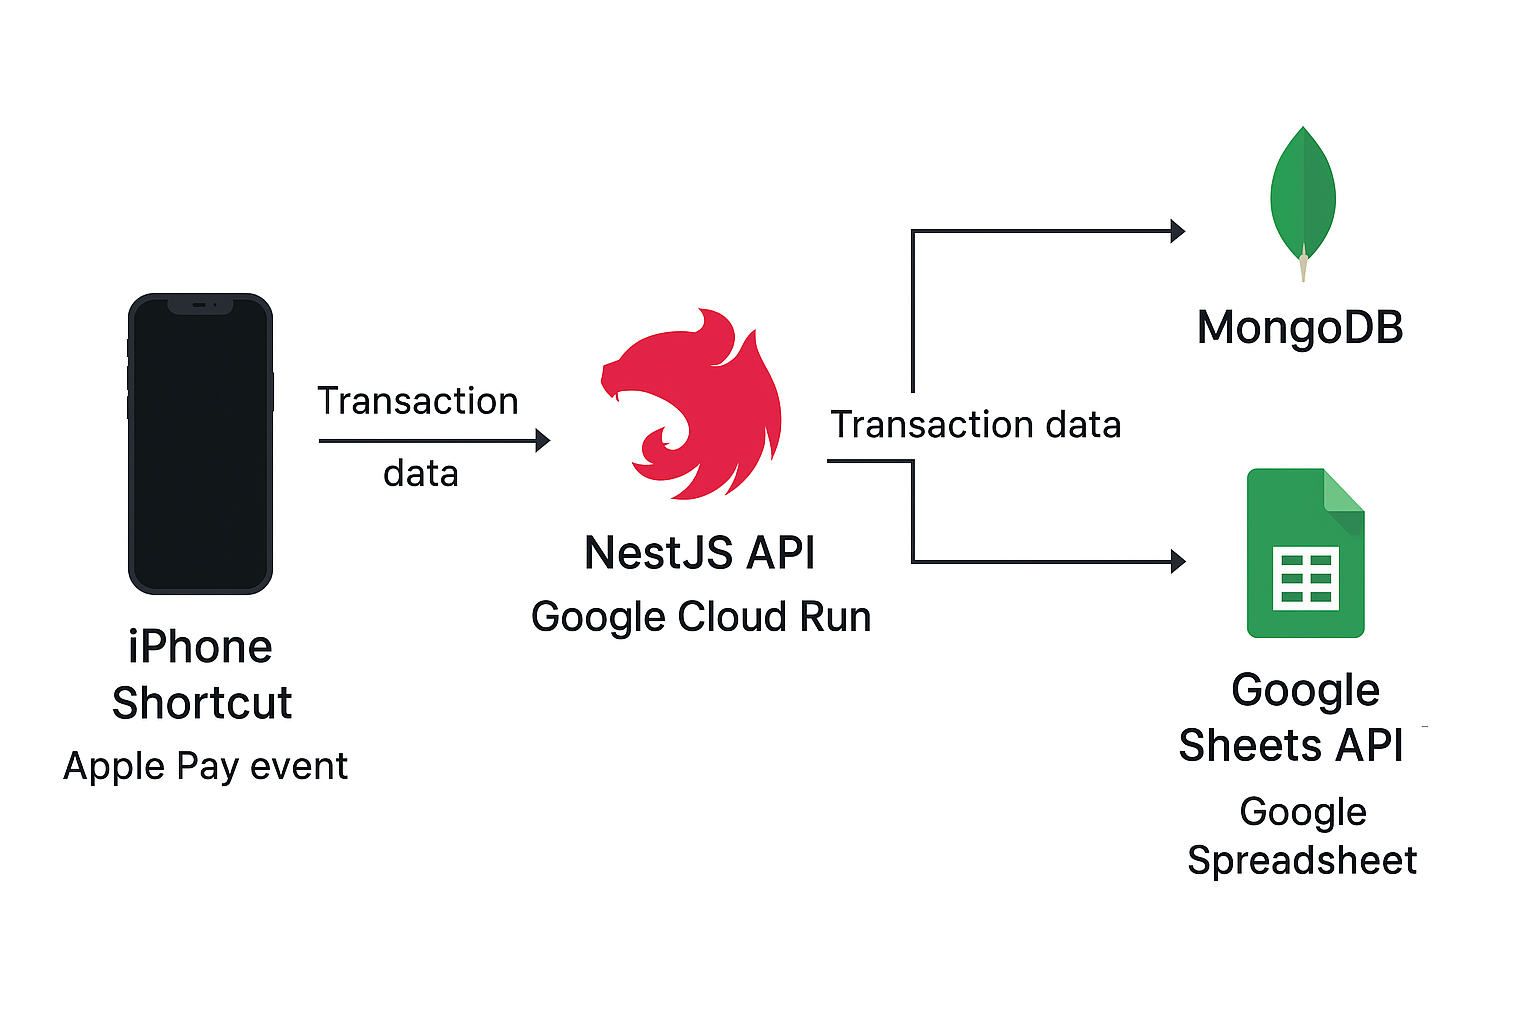 iPhone
Shortcut
Apple Pay event
Transaction
data
NestJS API
Google Cloud Run
Transaction data
MongoDB
Google
Sheets API
Google
Spreadsheet